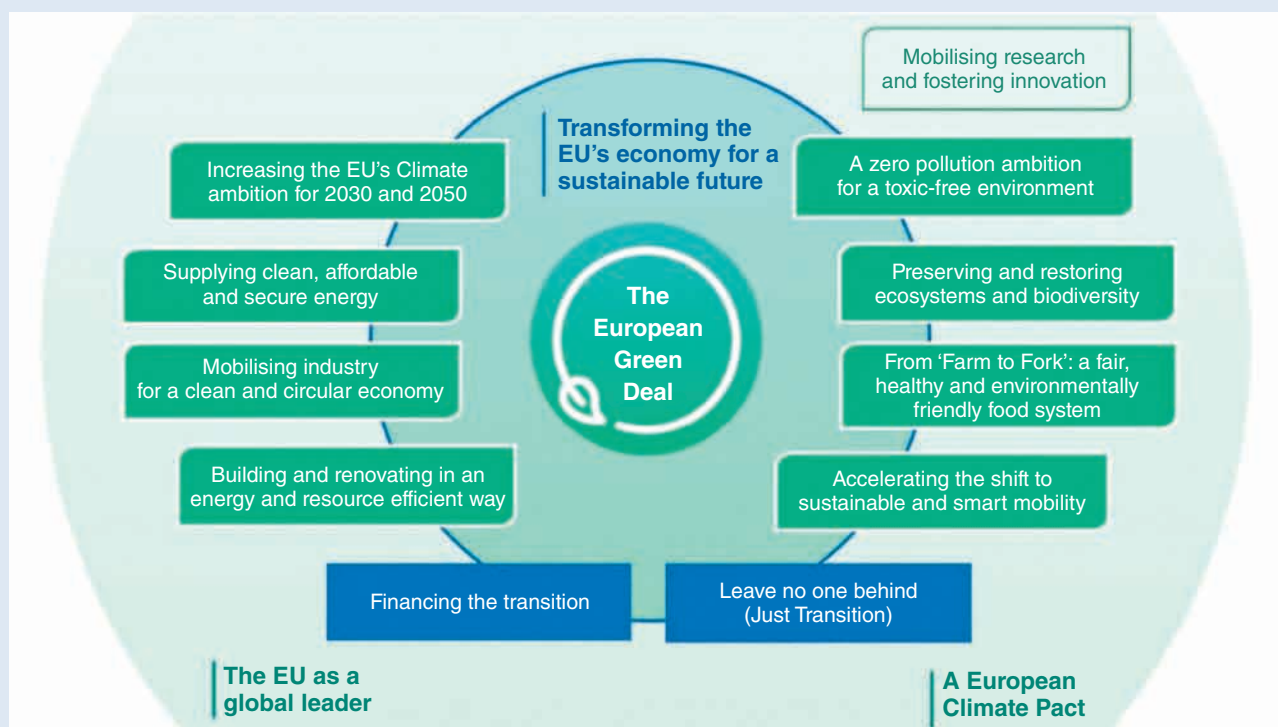 Mobilising research
and fostering innovation
Transforming the
EU’s economy for a
sustainable future
Increasing the EU’s Climate
ambition for 2030 and 2050
A zero pollution ambition
for a toxic-free environment
Supplying clean, affordable
and secure energy
Preserving and restoring
ecosystems and biodiversity
The
European
Green
Deal
Mobilising industry
for a clean and circular economy
From ‘Farm to Fork’: a fair,
healthy and environmentally
friendly food system
Building and renovating in an
energy and resource efficient way
Accelerating the shift to
sustainable and smart mobility
Financing the transition
Leave no one behind
(Just Transition)
The EU as a
global leader
A European
Climate Pact